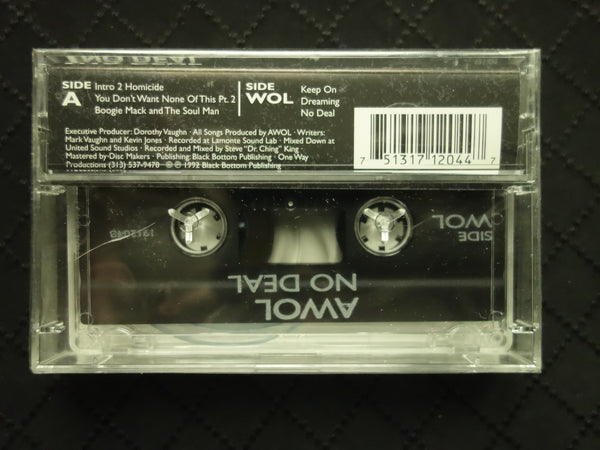 NO DEAL
SIDE A
Intro 2 Homicide
You Don't Want None Of This Pt. 2
Boogie Mack and The Soul Man
SIDE WOL
Keep On
Dreaming
No Deal
Executive Producer: Dorothy Vaughn · All Songs Produced by AWOL · Writers:
Mark Vaughn and Kevin Jones · Recorded at Lamonte Sound Lab · Mixed Down at
United Sound Studios · Recorded and Mixed by Steve "Dr. Ching" King ·
Mastered by-Disc Makers · Publishing: Black Bottom Publishing · One Way
Productions (313) 537-9470 © ℗ 1992 Black Bottom Publishing
7 51317 12044 7
SIDE
WOL
AWOL
NO DEAL